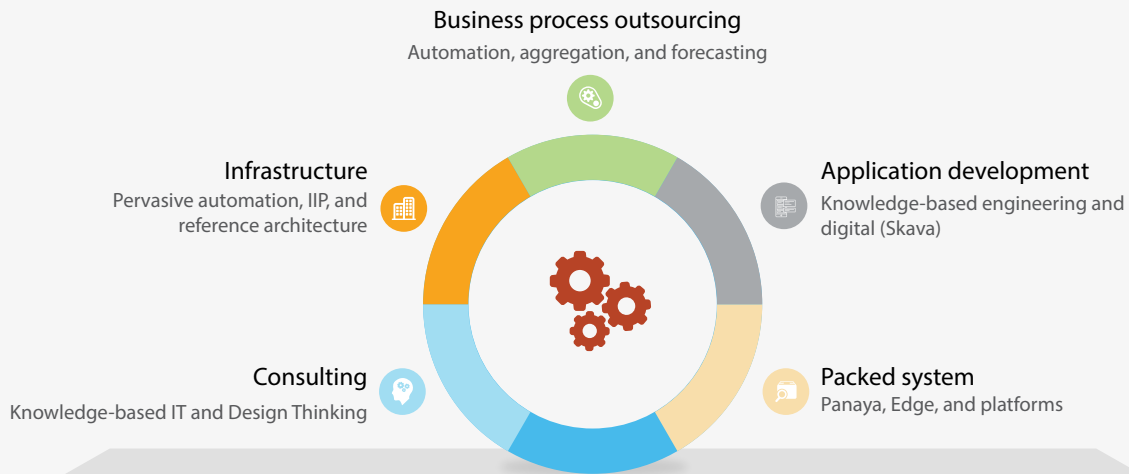 Business process outsourcing
Automation, aggregation, and forecasting
Infrastructure
Pervasive automation, IIP, and
reference architecture
Application development
Knowledge-based engineering and
digital (Skava)
Consulting
Knowledge-based IT and Design Thinking
Packed system
Panaya, Edge, and platforms